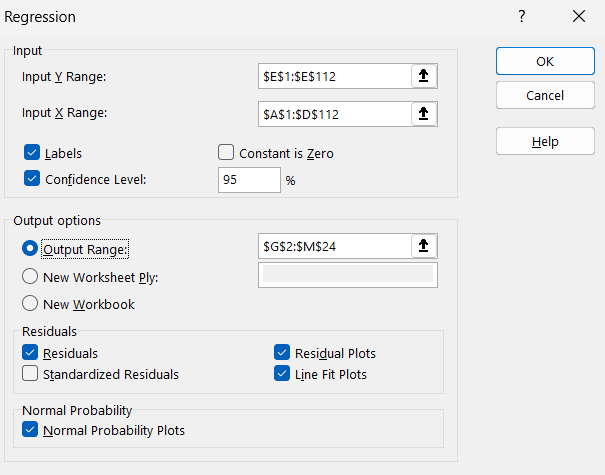 Regression ?
Input
Input Y Range: $E$1:$E$112
Input X Range: $A$1:$D$112
Labels Constant is Zero
Confidence Level: 95 %
OK
Cancel
Help
Output options
Output Range: $G$2:$M$24
New Worksheet Ply:
New Workbook
Residuals
Residuals Residual Plots
Standardized Residuals Line Fit Plots
Normal Probability
Normal Probability Plots